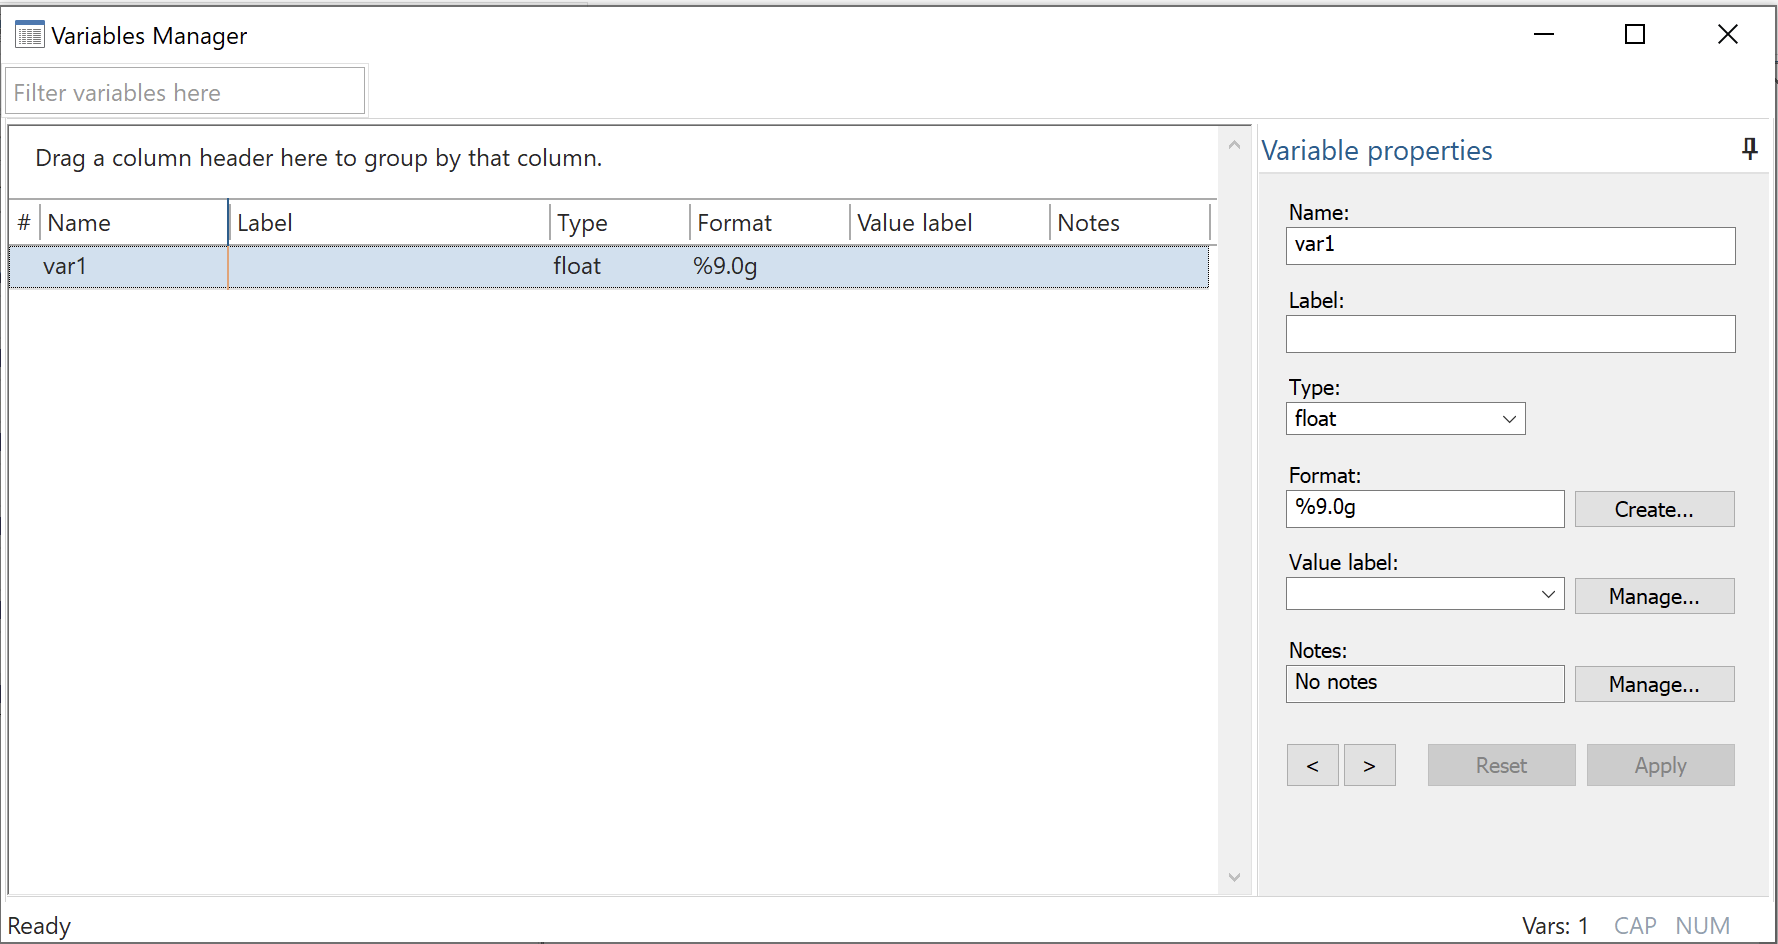 Variables Manager
Filter variables here
Drag a column header here to group by that column.
# Name Label Type Format Value label Notes
var1 float %9.0g
Variable properties
Name:
var1
Label:
Type:
float
Format:
%9.0g Create...
Value label:
Manage...
Notes:
No notes Manage...
< > Reset Apply
Ready Vars: 1 CAP NUM